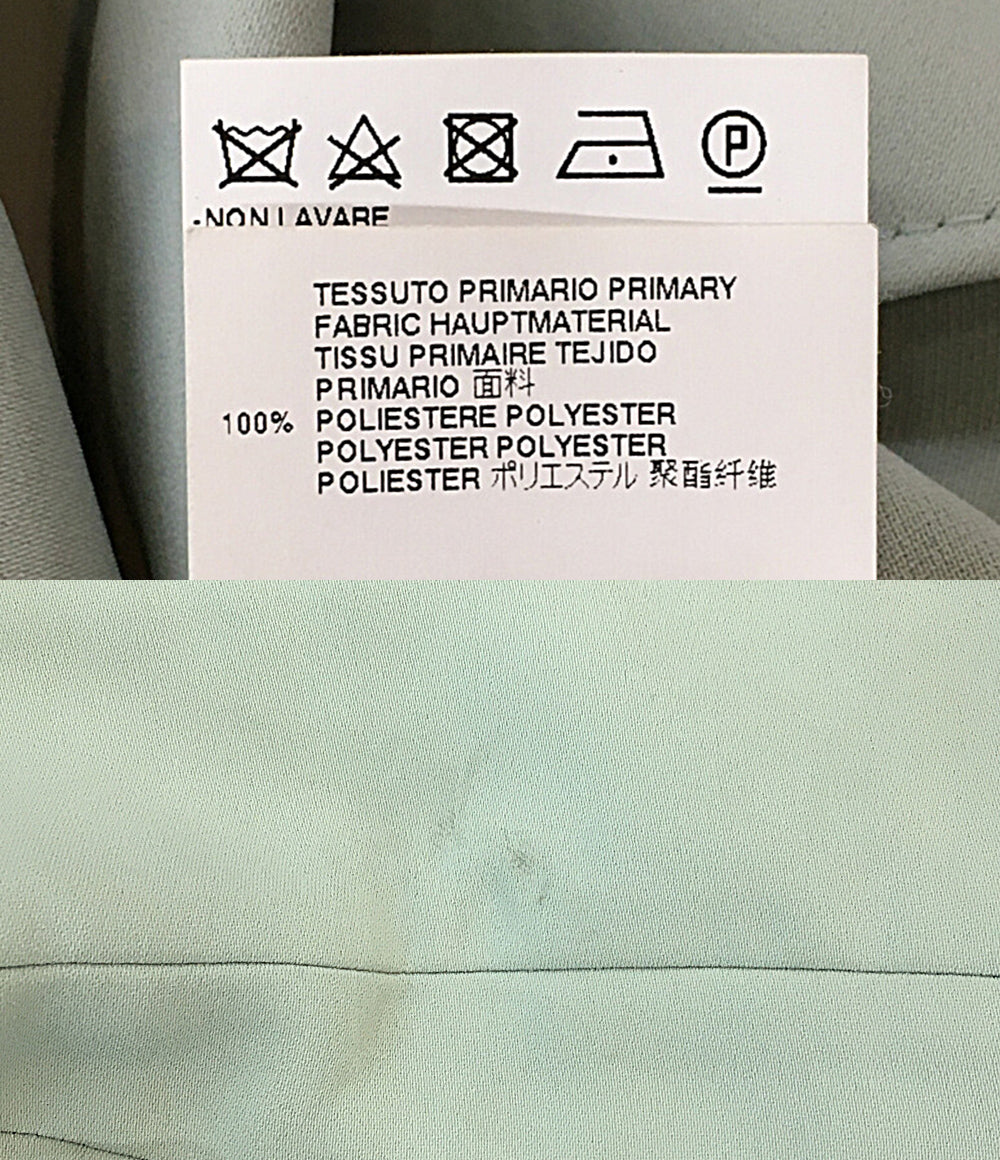 P
-NON LAVARE
TESSUTO PRIMARIO PRIMARY
FABRIC HAUPTMATERIAL
TISSU PRIMAIRE TEJIDO
PRIMARIO 面料
100% POLIESTERE POLYESTER
POLYESTER POLYESTER
POLIESTER ポリエステル 聚酯纤维